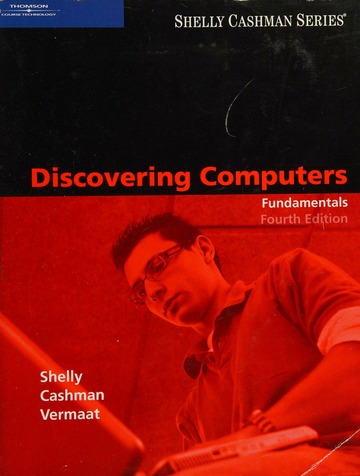 THOMSON
COURSE TECHNOLOGY
SHELLY CASHMAN SERIES®
Discovering Computers
Fundamentals
Fourth Edition
Shelly
Cashman
Vermaat